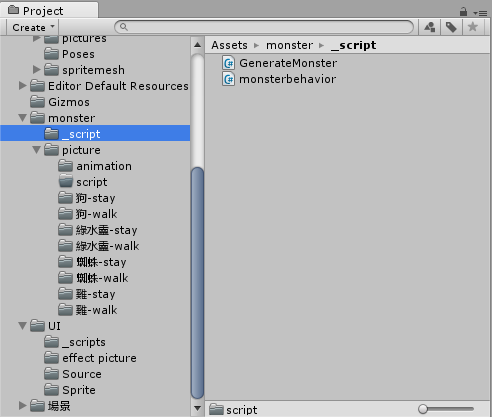 Project
Create
pictures
Poses
spritemesh
Editor Default Resources
Gizmos
monster
_script
picture
animation
script
狗-stay
狗-walk
綠水靈-stay
綠水靈-walk
蜘蛛-stay
蜘蛛-walk
雞-stay
雞-walk
UI
_scripts
effect picture
Source
Sprite
場景
Assets ▸ monster ▸ _script
GenerateMonster
monsterbehavior
script